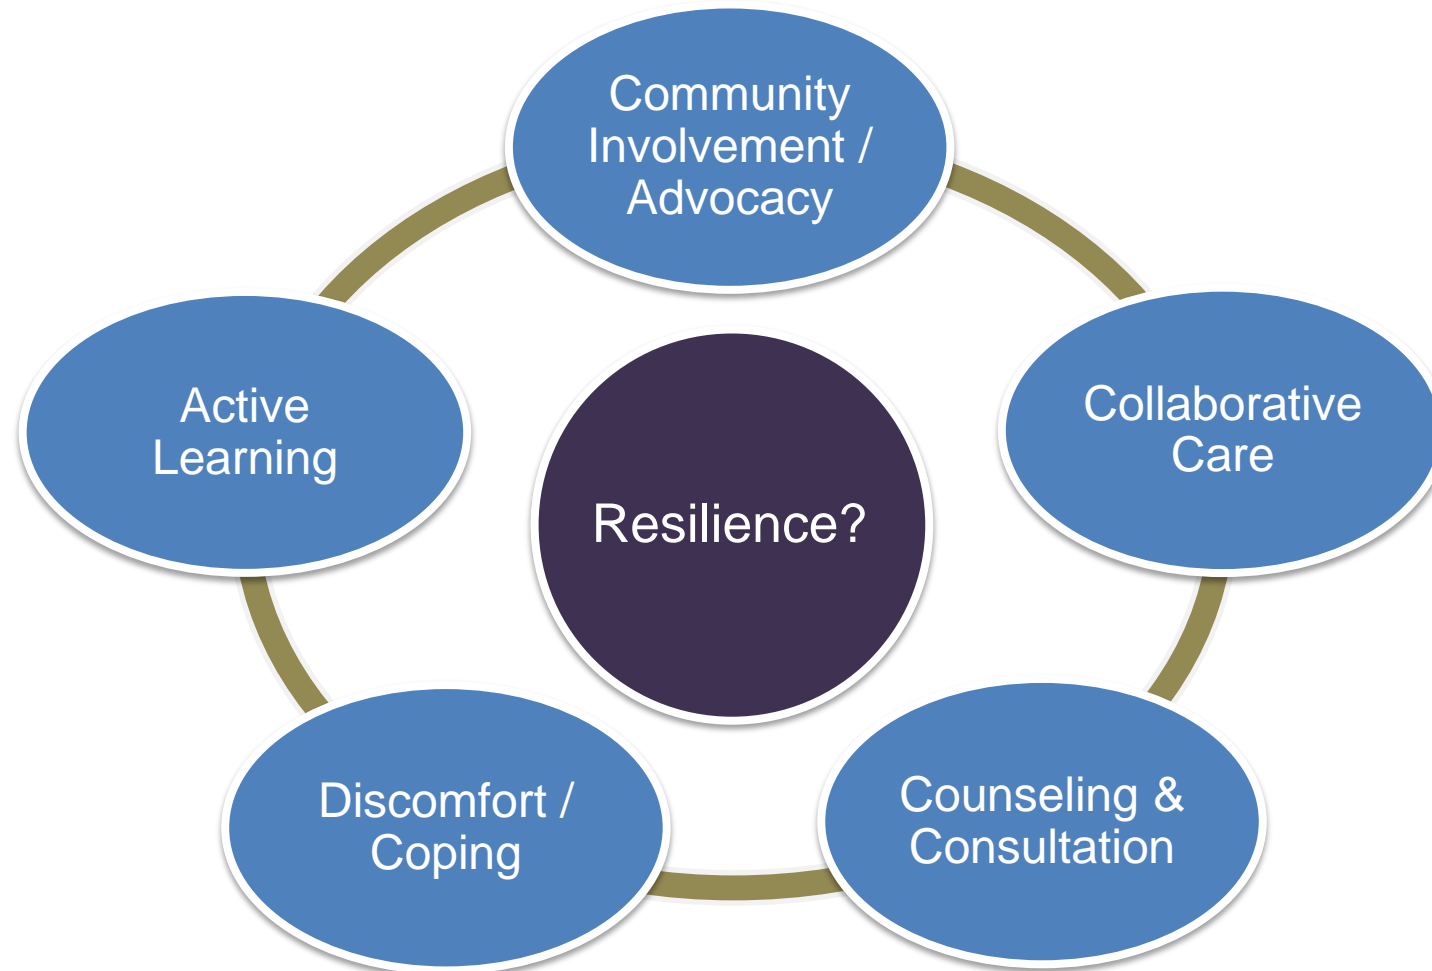 Community
Involvement /
Advocacy
Active
Learning
Collaborative
Care
Resilience?
Discomfort /
Coping
Counseling &
Consultation